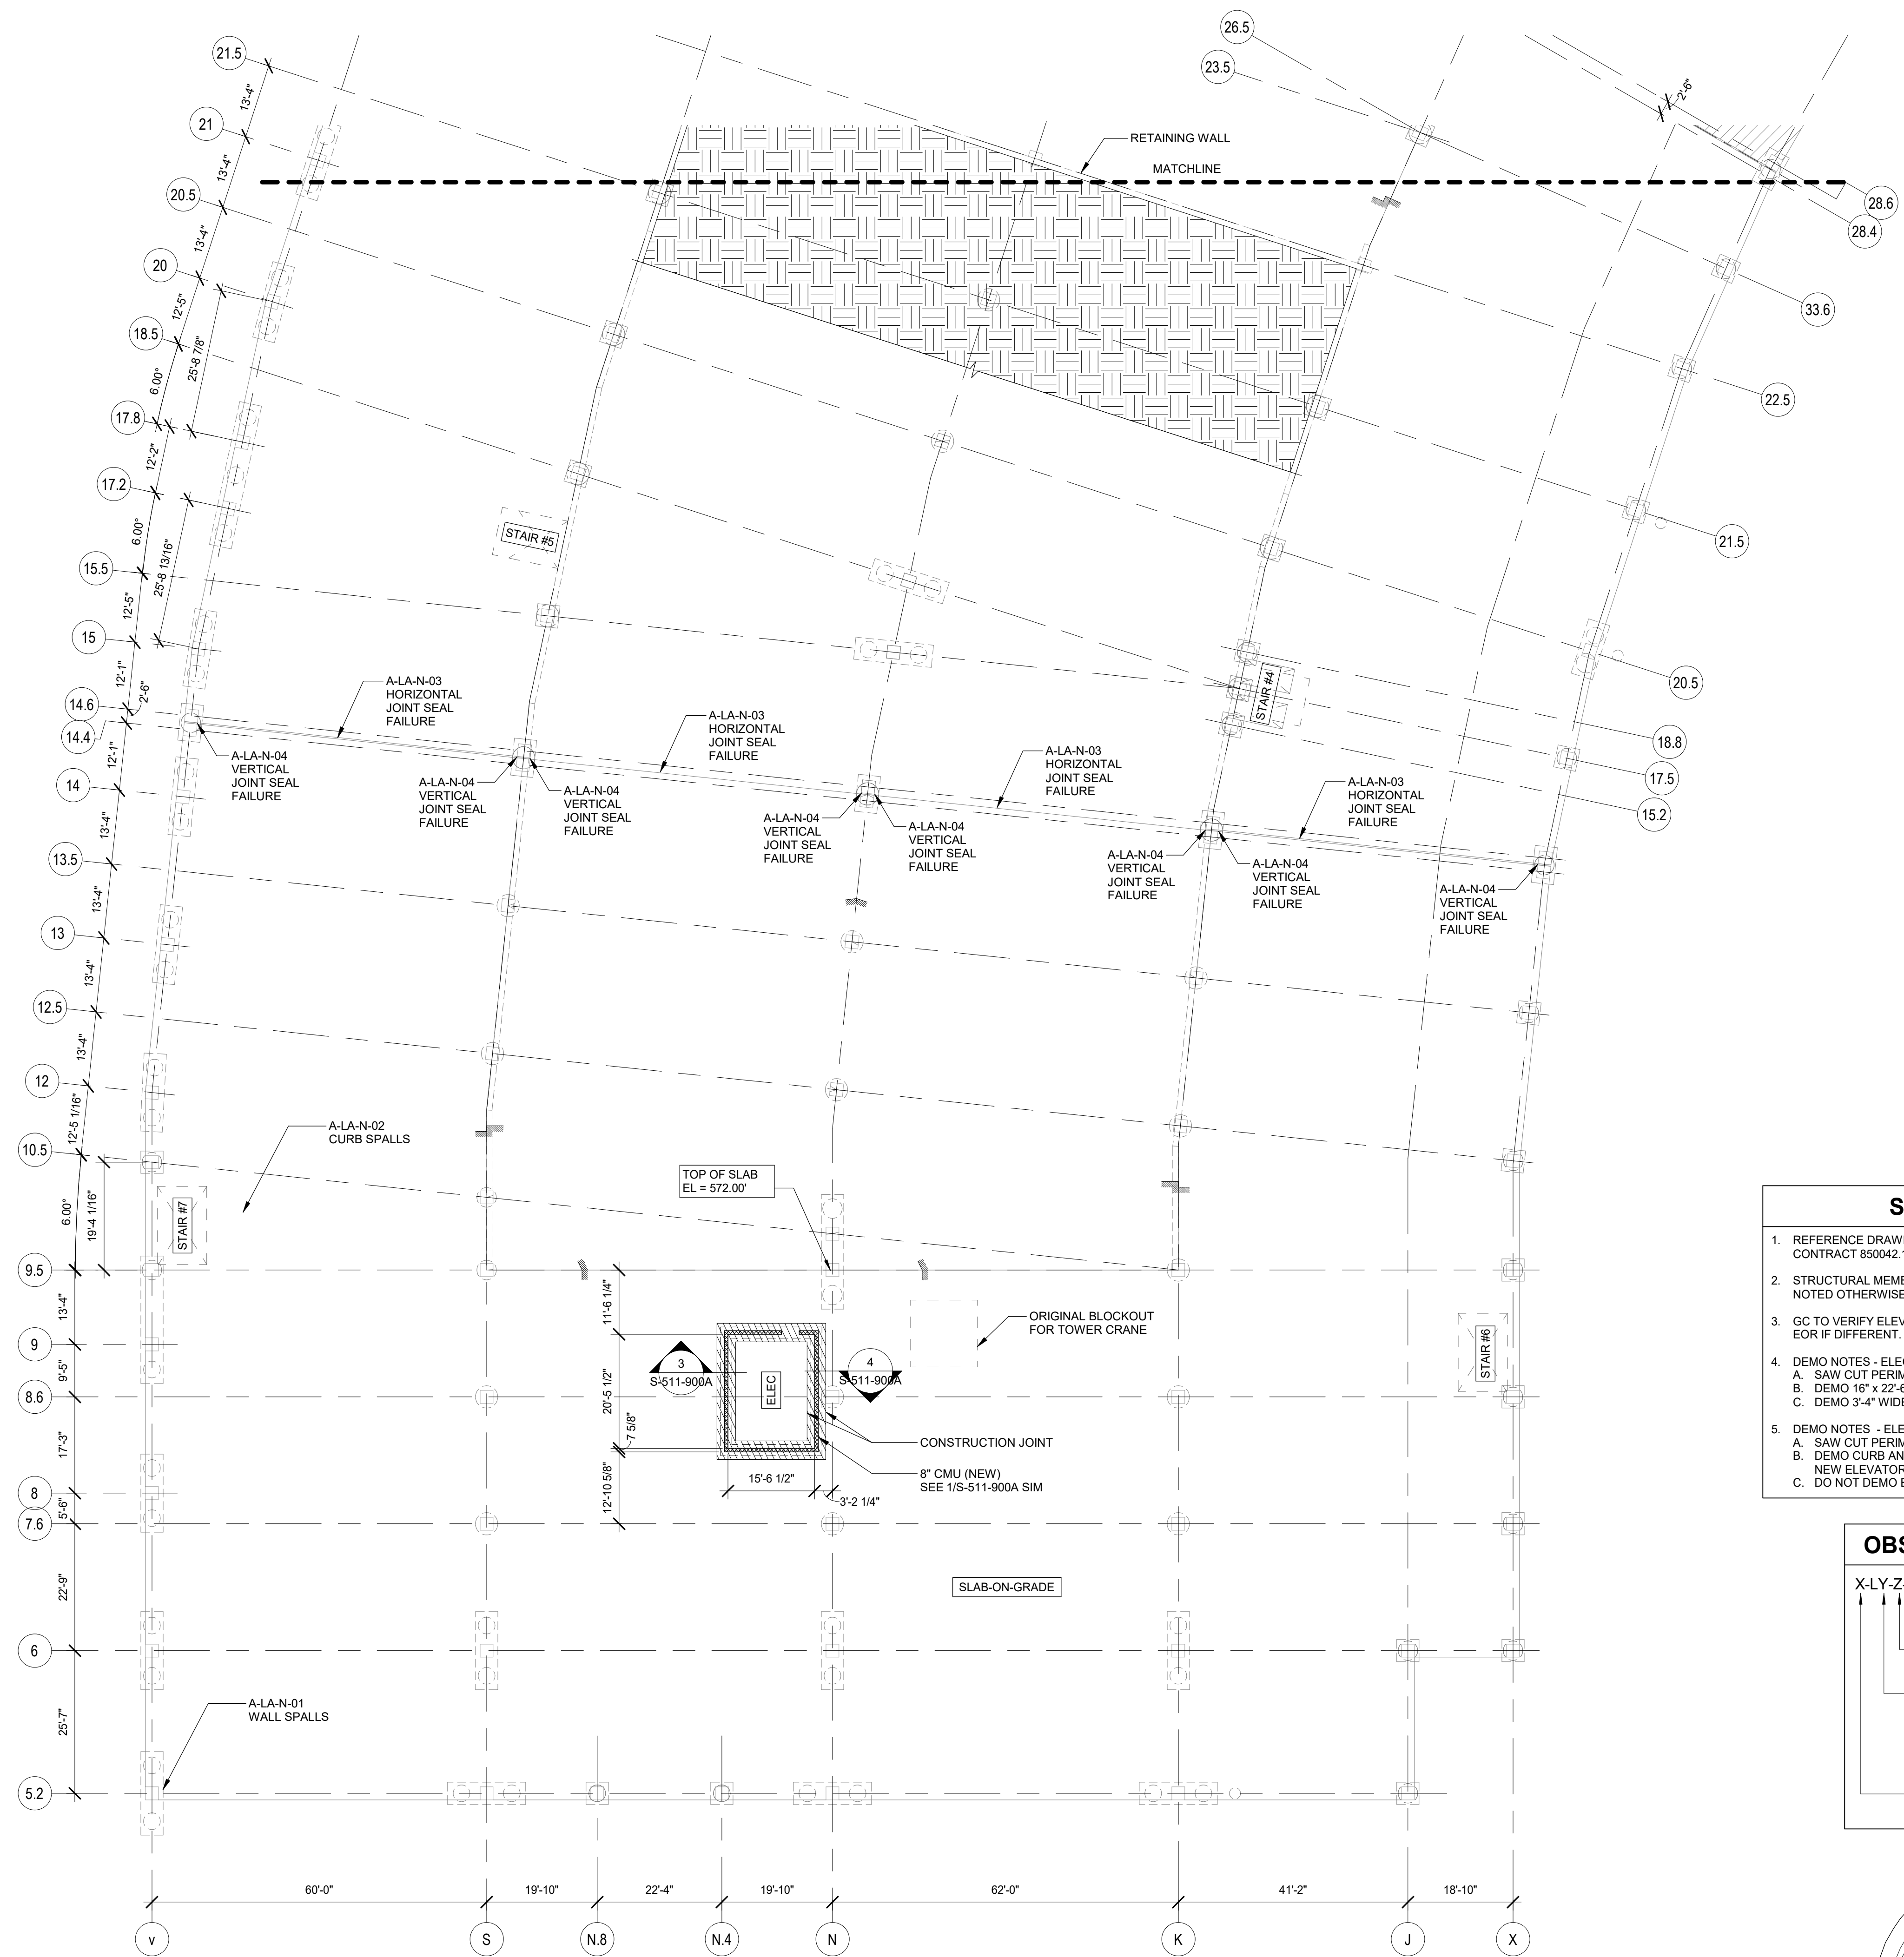 26.5
21.5
23.5
13'-4"
2'-6"
21
RETAINING WALL
MATCHLINE
13'-4"
20.5
28.6
28.4
13'-4"
20
12'-5"
33.6
18.5
25'-8 7/8"
6.00°
22.5
17.8
12'-2"
17.2
STAIR #5
6.00°
21.5
15.5
25'-8 13/16"
12'-5"
15
STAIR #4
20.5
12'-1"
2'-6"
14.6
14.4
A-LA-N-03
HORIZONTAL
JOINT SEAL
FAILURE
A-LA-N-03
HORIZONTAL
JOINT SEAL
FAILURE
A-LA-N-03
HORIZONTAL
JOINT SEAL
FAILURE
A-LA-N-03
HORIZONTAL
JOINT SEAL
FAILURE
18.8
17.5
15.2
A-LA-N-04
VERTICAL
JOINT SEAL
FAILURE
A-LA-N-04
VERTICAL
JOINT SEAL
FAILURE
A-LA-N-04
VERTICAL
JOINT SEAL
FAILURE
A-LA-N-04
VERTICAL
JOINT SEAL
FAILURE
A-LA-N-04
VERTICAL
JOINT SEAL
FAILURE
A-LA-N-04
VERTICAL
JOINT SEAL
FAILURE
A-LA-N-04
VERTICAL
JOINT SEAL
FAILURE
A-LA-N-04
VERTICAL
JOINT SEAL
FAILURE
12'-1"
14
13'-4"
13.5
13'-4"
13
13'-4"
12.5
13'-4"
12
12'-5 1/16"
10.5
A-LA-N-02
CURB SPALLS
TOP OF SLAB
EL = 572.00'
6.00°
19'-4 1/16"
STAIR #7
9.5
13'-4"
11'-6 1/4"
ORIGINAL BLOCKOUT
FOR TOWER CRANE
9
9'-5"
8.6
3
S-511-900A
4
S-511-900A
ELEC
STAIR #6
20'-5 1/2"
7 5/8"
17'-3"
CONSTRUCTION JOINT
8" CMU (NEW)
SEE 1/S-511-900A SIM
15'-6 1/2"
3'-2 1/4"
12'-10 5/8"
8
5'-6"
7.6
22'-9"
SLAB-ON-GRADE
6
25'-7"
A-LA-N-01
WALL SPALLS
5.2
60'-0"
19'-10"
22'-4"
19'-10"
62'-0"
41'-2"
18'-10"
v
S
N.8
N.4
N
K
J
X
S
1. REFERENCE DRAW
CONTRACT 850042.
2. STRUCTURAL MEMB
NOTED OTHERWISE
3. GC TO VERIFY ELEV
EOR IF DIFFERENT.
4. DEMO NOTES - ELE
A. SAW CUT PERIM
B. DEMO 16" x 22'-6
C. DEMO 3'-4" WIDE
5. DEMO NOTES - ELE
A. SAW CUT PERIM
B. DEMO CURB AN
NEW ELEVATOR
C. DO NOT DEMO E
OBS
X-LY-Z-